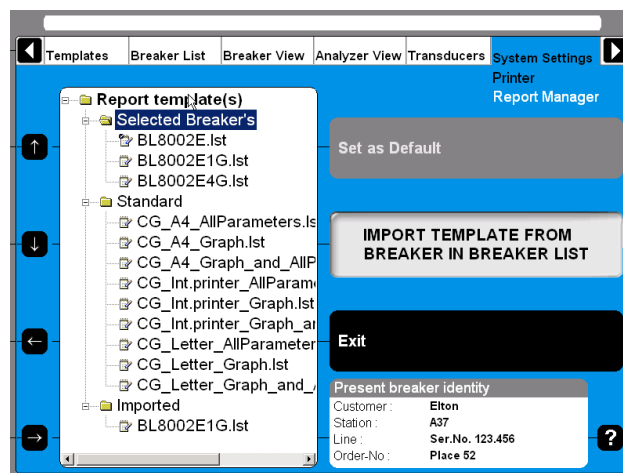 Templates Breaker List Breaker View Analyzer View Transducers System Settings
Printer
Report Manager
Report template(s)
Selected Breaker's
BL8002E.lst
BL8002E1G.lst
BL8002E4G.lst
Standard
CG_A4_AllParameters.ls
CG_A4_Graph.lst
CG_A4_Graph_and_AllP
CG_Int.printer_AllParam
CG_Int.printer_Graph.lst
CG_Int.printer_Graph_ar
CG_Letter_AllParameter
CG_Letter_Graph.lst
CG_Letter_Graph_and_
Imported
BL8002E1G.lst
Set as Default
IMPORT TEMPLATE FROM
BREAKER IN BREAKER LIST
Exit
Present breaker identity
Customer : Elton
Station : A37
Line : Ser.No. 123.456
Order-No : Place 52
?